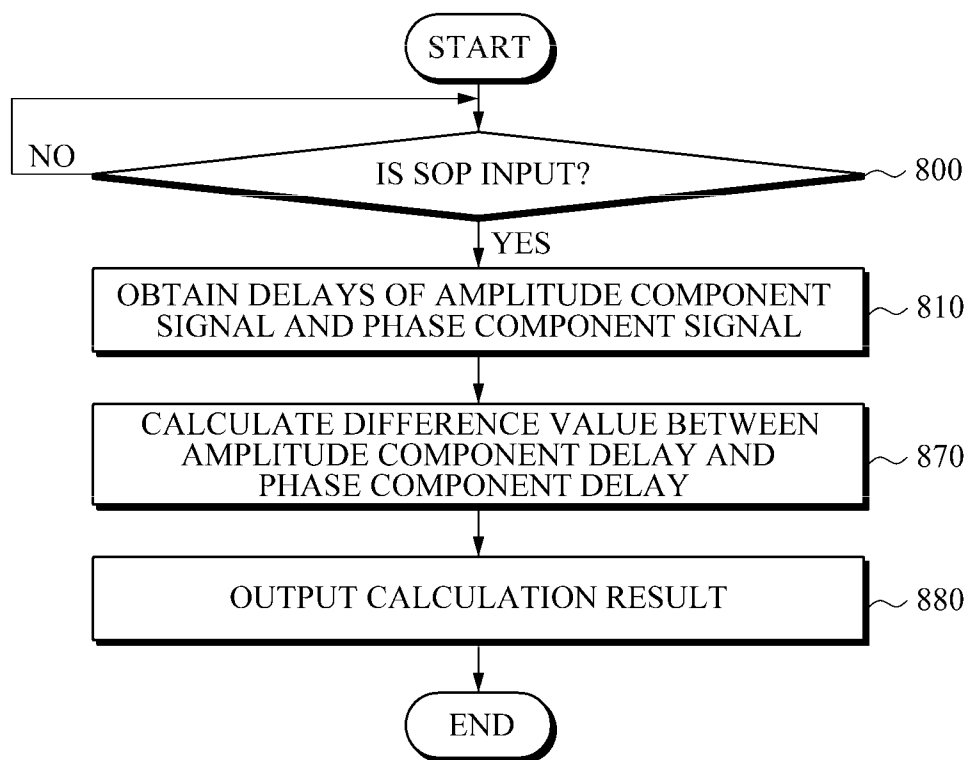 START
NO
IS SOP INPUT?
800
YES
OBTAIN DELAYS OF AMPLITUDE COMPONENT
SIGNAL AND PHASE COMPONENT SIGNAL
810
CALCULATE DIFFERENCE VALUE BETWEEN
AMPLITUDE COMPONENT DELAY AND
PHASE COMPONENT DELAY
870
OUTPUT CALCULATION RESULT
880
END